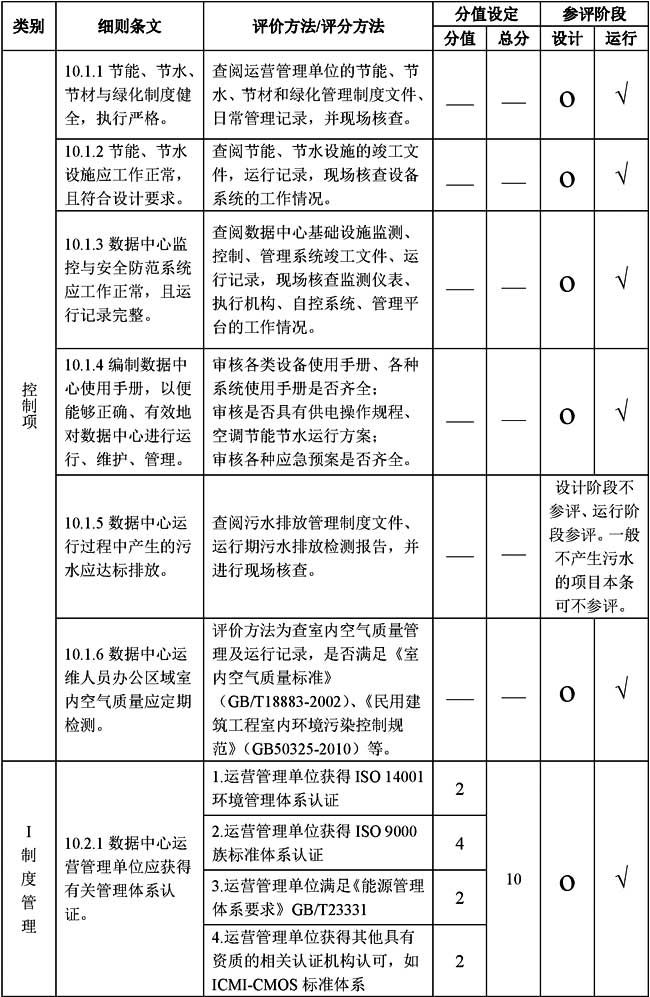 类别 细则条文 评价方法/评分方法 分值设定 参评阶段
分值 总分 设计 运行
控制项
10.1.1 节能、节水、
节材与绿化制度健
全，执行严格。
查阅运营管理单位的节能、节
水、节材和绿化管理制度文件、
日常管理记录，并现场核查。
— — O √
10.1.2 节能、节水
设施应工作正常，
且符合设计要求。
查阅节能、节水设施的竣工文
件，运行记录，现场核查设备
系统的工作情况。
— — O √
10.1.3 数据中心监
控与安全防范系统
应工作正常，且运
行记录完整。
查阅数据中心基础设施监测、
控制、管理系统竣工文件、运
行记录，现场核查监测仪表、
执行机构、自控系统、管理平
台的工作情况。
— — O √
10.1.4 编制数据中
心使用手册，以便
能够正确、有效地
对数据中心进行运
行、维护、管理。
审核各类设备使用手册、各种
系统使用手册是否齐全；
审核是否具有供电操作规程、
空调节能节水运行方案；
审核各种应急预案是否齐全。
— — O √
10.1.5 数据中心运
行过程中产生的污
水应达标排放。
查阅污水排放管理制度文件、
运行期污水排放检测报告，并
进行现场核查。
— —
设计阶段不
参评、运行阶
段参评。一般
不产生污水
的项目本条
可不参评。
10.1.6 数据中心运
维人员办公区域室
内空气质量应定期
检测。
评价方法为查室内空气质量管
理及运行记录，是否满足《室
内空气质量标准》
（GB/T18883-2002）、《民用建
筑工程室内环境污染控制规
范》（GB50325-2010）等。
— — O √
I制度管理
10.2.1 数据中心运
营管理单位应获得
有关管理体系认
证。
1.运营管理单位获得 ISO 14001
环境管理体系认证
2
2.运营管理单位获得 ISO 9000
族标准体系认证
4
3.运营管理单位满足《能源管理
体系要求》GB/T23331
2
4.运营管理单位获得其他具有
资质的相关认证机构认可，如
ICMI-CMOS 标准体系
2
10 O √